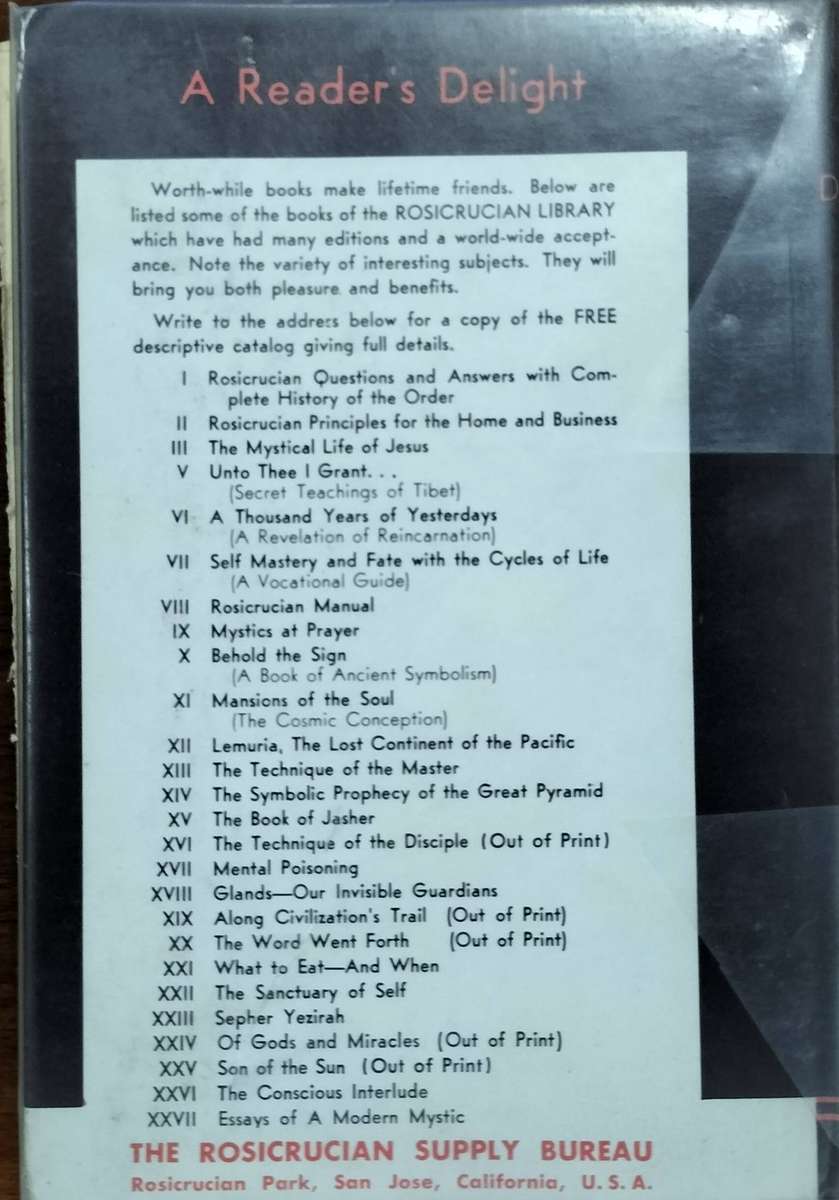 A Reader's Delight
Worth-while books make lifetime friends. Below are
listed some of the books of the ROSICRUCIAN LIBRARY
which have had many editions and a world-wide accept-
ance. Note the variety of interesting subjects. They will
bring you both pleasure and benefits.
Write to the address below for a copy of the FREE
descriptive catalog giving full details.
I Rosicrucian Questions and Answers with Com-
plete History of the Order
II Rosicrucian Principles for the Home and Business
III The Mystical Life of Jesus
V Unto Thee I Grant...
(Secret Teachings of Tibet)
VI A Thousand Years of Yesterdays
(A Revelation of Reincarnation)
VII Self Mastery and Fate with the Cycles of Life
(A Vocational Guide)
VIII Rosicrucian Manual
IX Mystics at Prayer
X Behold the Sign
(A Book of Ancient Symbolism)
XI Mansions of the Soul
(The Cosmic Conception)
XII Lemuria, The Lost Continent of the Pacific
XIII The Technique of the Master
XIV The Symbolic Prophecy of the Great Pyramid
XV The Book of Jasher
XVI The Technique of the Disciple (Out of Print)
XVII Mental Poisoning
XVIII Glands—Our Invisible Guardians
XIX Along Civilization's Trail (Out of Print)
XX The Word Went Forth (Out of Print)
XXI What to Eat—And When
XXII The Sanctuary of Self
XXIII Sepher Yezirah
XXIV Of Gods and Miracles (Out of Print)
XXV Son of the Sun (Out of Print)
XXVI The Conscious Interlude
XXVII Essays of A Modern Mystic
THE ROSICRUCIAN SUPPLY BUREAU
Rosicrucian Park, San Jose, California, U. S. A.